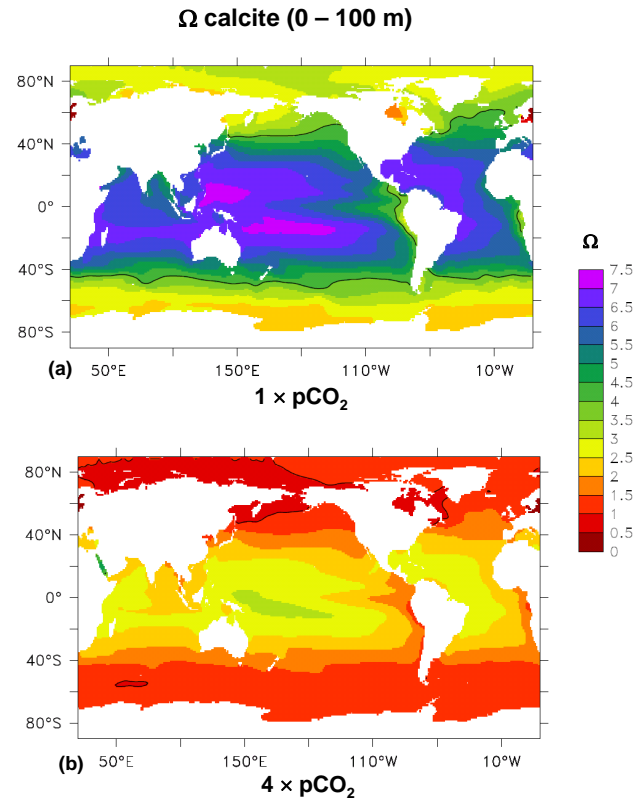 Ω calcite (0 – 100 m)
80°N
40°N
0°
40°S
80°S
(a)
50°E
150°E
110°W
10°W
1 × pCO₂
Ω
7.5
7
6.5
6
5.5
5
4.5
4
3.5
3
2.5
2
1.5
1
0.5
0
80°N
40°N
0°
40°S
80°S
(b)
50°E
150°E
110°W
10°W
4 × pCO₂